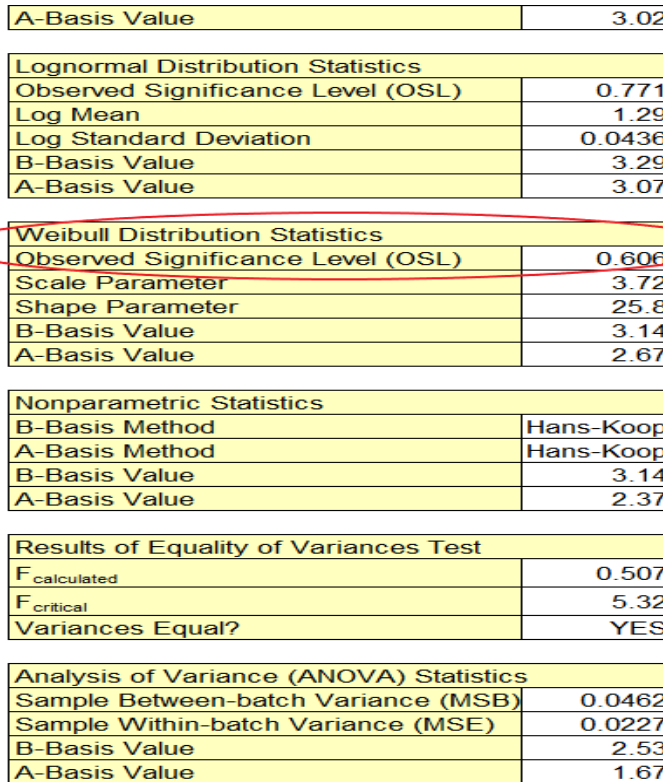 A-Basis Value 3.02
Lognormal Distribution Statistics
Observed Significance Level (OSL) 0.771
Log Mean 1.29
Log Standard Deviation 0.0436
B-Basis Value 3.29
A-Basis Value 3.07
Weibull Distribution Statistics
Observed Significance Level (OSL) 0.606
Scale Parameter 3.72
Shape Parameter 25.8
B-Basis Value 3.14
A-Basis Value 2.67
Nonparametric Statistics
B-Basis Method Hans-Koop
A-Basis Method Hans-Koop
B-Basis Value 3.14
A-Basis Value 2.37
Results of Equality of Variances Test
Fcalculated 0.507
Fcritical 5.32
Variances Equal? YES
Analysis of Variance (ANOVA) Statistics
Sample Between-batch Variance (MSB) 0.0462
Sample Within-batch Variance (MSE) 0.0227
B-Basis Value 2.53
A-Basis Value 1.67